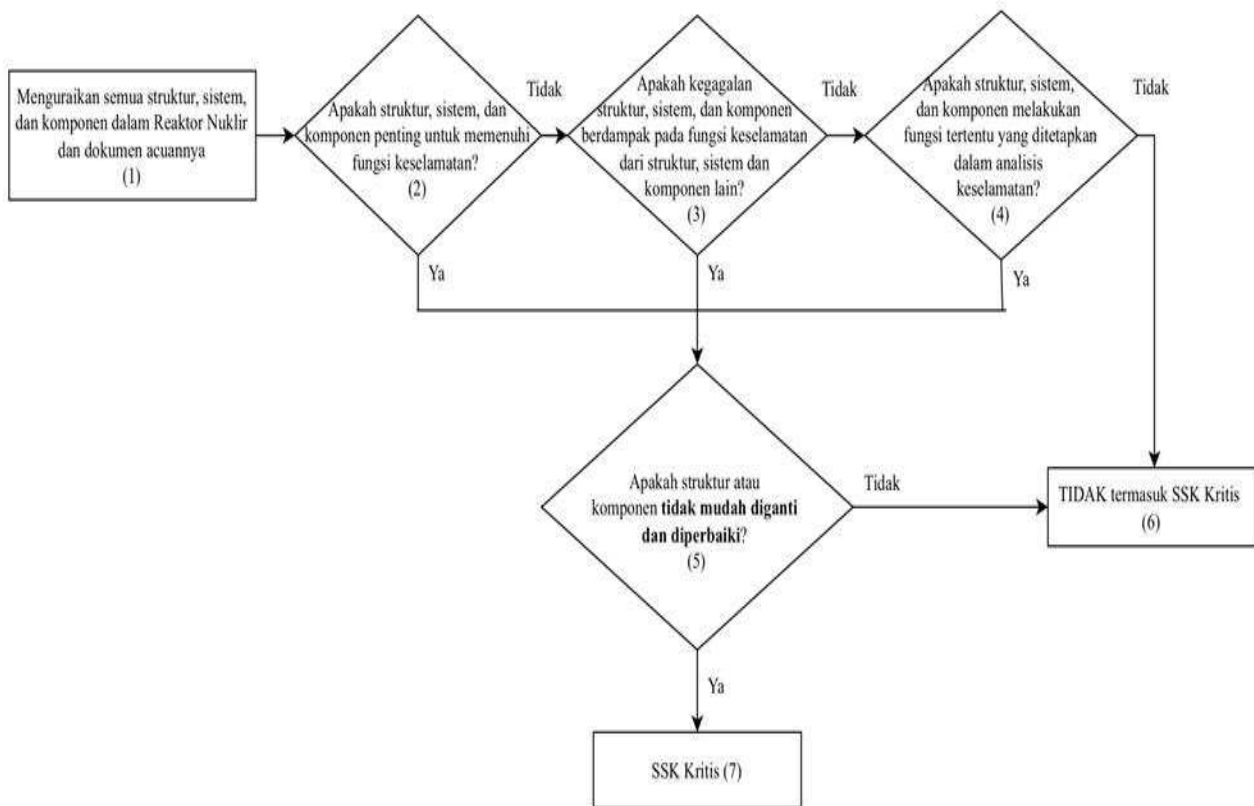 Menguraikan semua struktur, sistem,
dan komponen dalam Reaktor Nuklir
dan dokumen acuannya
(1)
Apakah struktur, sistem, dan
komponen penting untuk memenuhi
fungsi keselamatan?
(2)
Tidak
Ya
Apakah kegagalan
struktur, sistem, dan komponen
berdampak pada fungsi keselamatan
dari struktur, sistem dan
komponen lain?
(3)
Tidak
Ya
Apakah struktur, sistem,
dan komponen melakukan
fungsi tertentu yang ditetapkan
dalam analisis
keselamatan?
(4)
Tidak
Ya
Apakah struktur atau
komponen tidak mudah diganti
dan diperbaiki?
(5)
Tidak
Ya
TIDAK termasuk SSK Kritis
(6)
SSK Kritis (7)